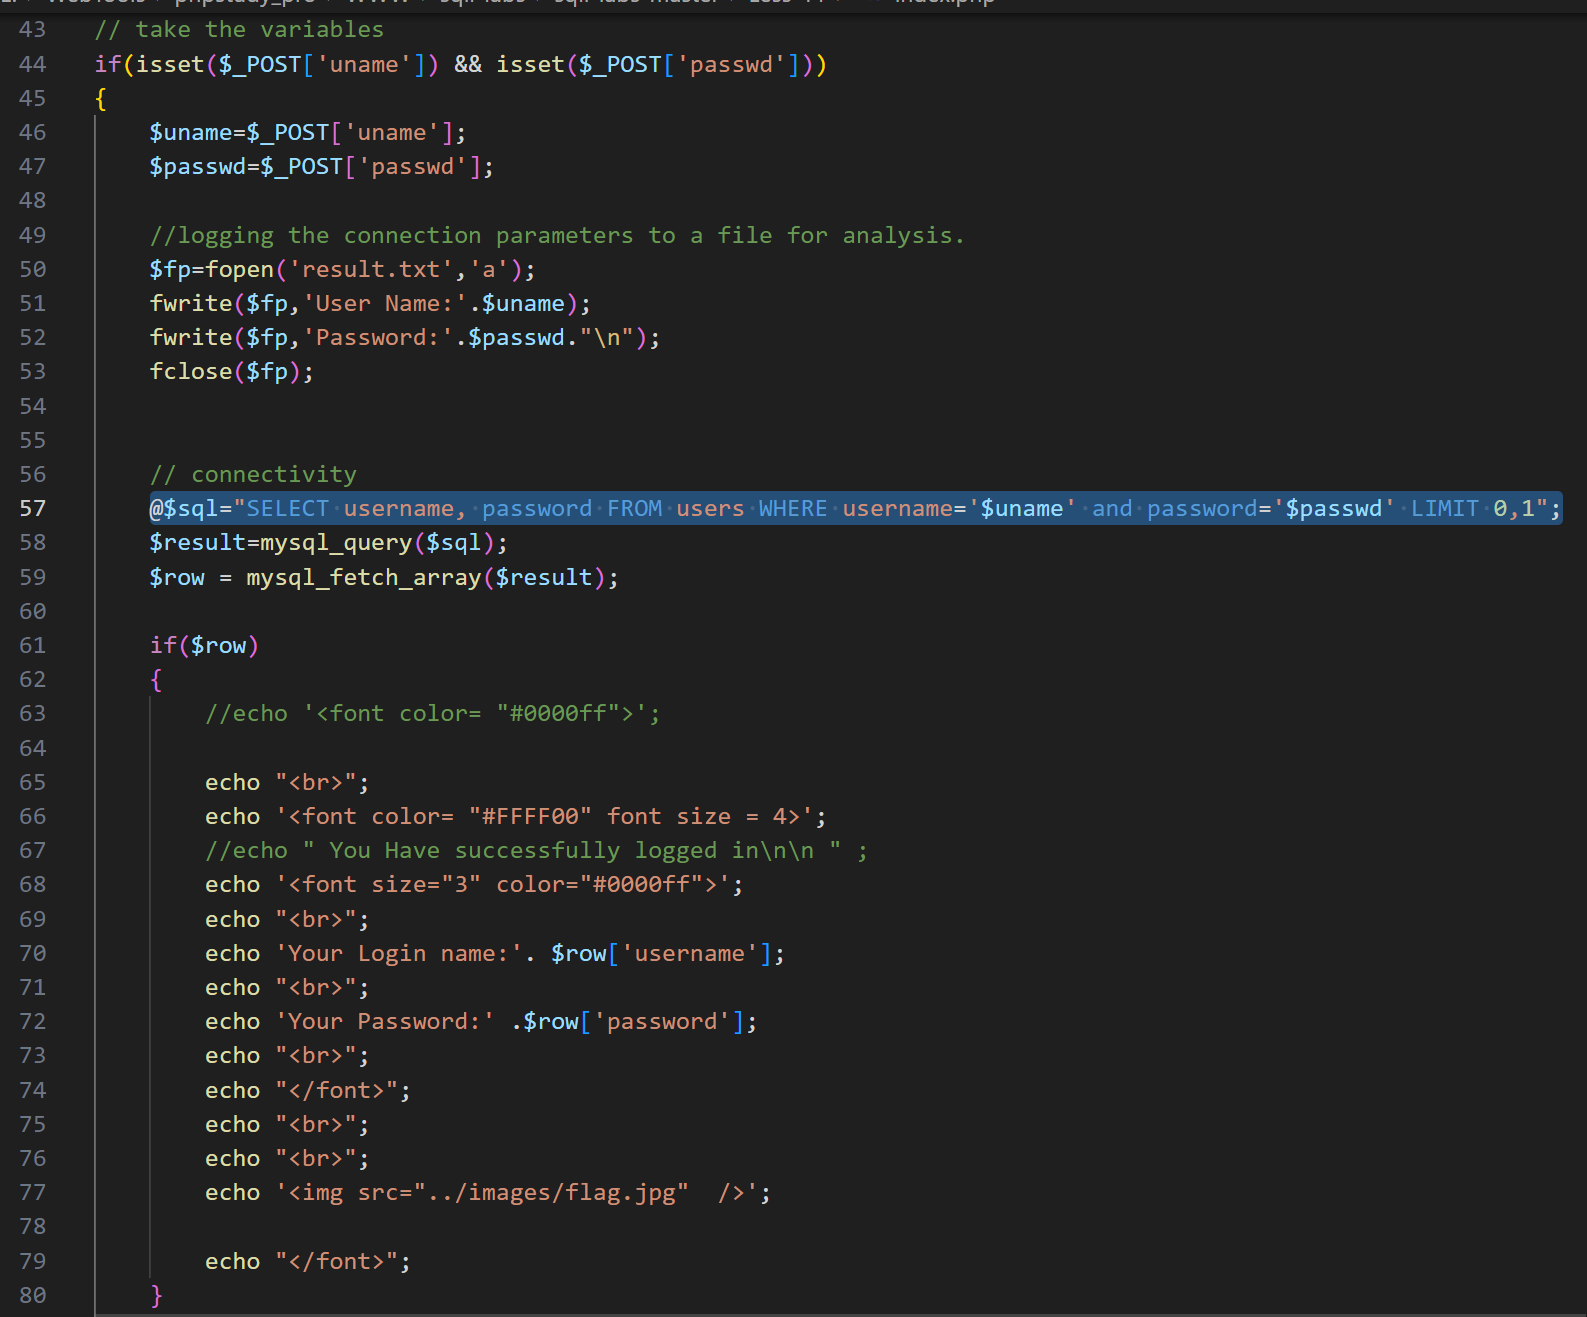 43 // take the variables
44 if(isset($_POST['uname']) && isset($_POST['passwd']))
45 {
46 $uname=$_POST['uname'];
47 $passwd=$_POST['passwd'];
48
49 //logging the connection parameters to a file for analysis.
50 $fp=fopen('result.txt','a');
51 fwrite($fp,'User Name:'.$uname);
52 fwrite($fp,'Password:'.$passwd."\n");
53 fclose($fp);
54
55
56 // connectivity
57 @$sql="SELECT username, password FROM users WHERE username='$uname' and password='$passwd' LIMIT 0,1";
58 $result=mysql_query($sql);
59 $row = mysql_fetch_array($result);
60
61 if($row)
62 {
63 //echo '<font color= "#0000ff">';
64
65 echo "<br>";
66 echo '<font color= "#FFFF00" font size = 4>';
67 //echo " You Have successfully logged in\n\n " ;
68 echo '<font size="3" color="#0000ff">';
69 echo "<br>";
70 echo 'Your Login name:'. $row['username'];
71 echo "<br>";
72 echo 'Your Password:' .$row['password'];
73 echo "<br>";
74 echo "</font>";
75 echo "<br>";
76 echo "<br>";
77 echo '<img src="../images/flag.jpg"  />';
78
79 echo "</font>";
80 }